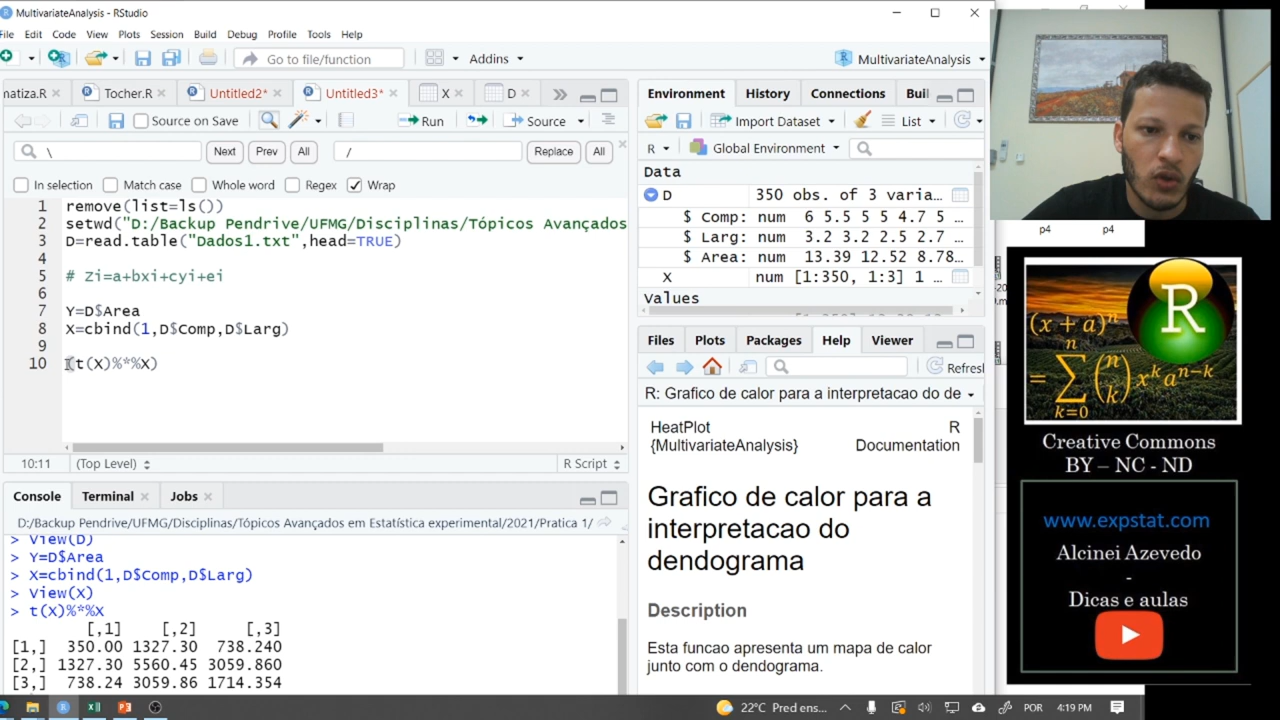 MultivariateAnalysis - RStudio
File Edit Code View Plots Session Build Debug Profile Tools Help
Go to file/function Addins MultivariateAnalysis
matiza.R Tocher.R Untitled2* Untitled3* X D
Source on Save Run Source
\ Next Prev All / Replace All
In selection Match case Whole word Regex Wrap
1 remove(list=ls())
2 setwd("D:/Backup Pendrive/UFMG/Disciplinas/Tópicos Avançados
3 D=read.table("Dados1.txt",head=TRUE)
4
5 # Zi=a+bxi+cyi+ei
6
7 Y=D$Area
8 X=cbind(1,D$Comp,D$Larg)
9
10 (t(X)%*%X)
10:11 (Top Level) R Script
Console Terminal Jobs
D:/Backup Pendrive/UFMG/Disciplinas/Tópicos Avançados em Estatística experimental/2021/Pratica 1/
> View(D)
> Y=D$Area
> X=cbind(1,D$Comp,D$Larg)
> View(X)
> t(X)%*%X
[,1] [,2] [,3]
[1,] 350.00 1327.30 738.240
[2,] 1327.30 5560.45 3059.860
[3,] 738.24 3059.86 1714.354
Environment History Connections Bui
Import Dataset List
R Global Environment
Data
D 350 obs. of 3 varia…
$ Comp: num 6 5.5 5 5 4.7 5 …
$ Larg: num 3.2 3.2 2.5 2.7 …
$ Area: num 13.39 12.52 8.78…
X num [1:350, 1:3] 1 …
Values
Files Plots Packages Help Viewer
Refresl
R: Grafico de calor para a interpretacao do de
HeatPlot {MultivariateAnalysis} R Documentation
Grafico de calor para a
interpretacao do
dendograma
Description
Esta funcao apresenta um mapa de calor
junto com o dendograma.
p4 p4
R
(x + a)^n
= ∑ n k=0 (n k) x^k a^{n-k}
Creative Commons
BY – NC - ND
www.expstat.com
Alcinei Azevedo
-
Dicas e aulas
22°C Pred ens... POR 4:19 PM